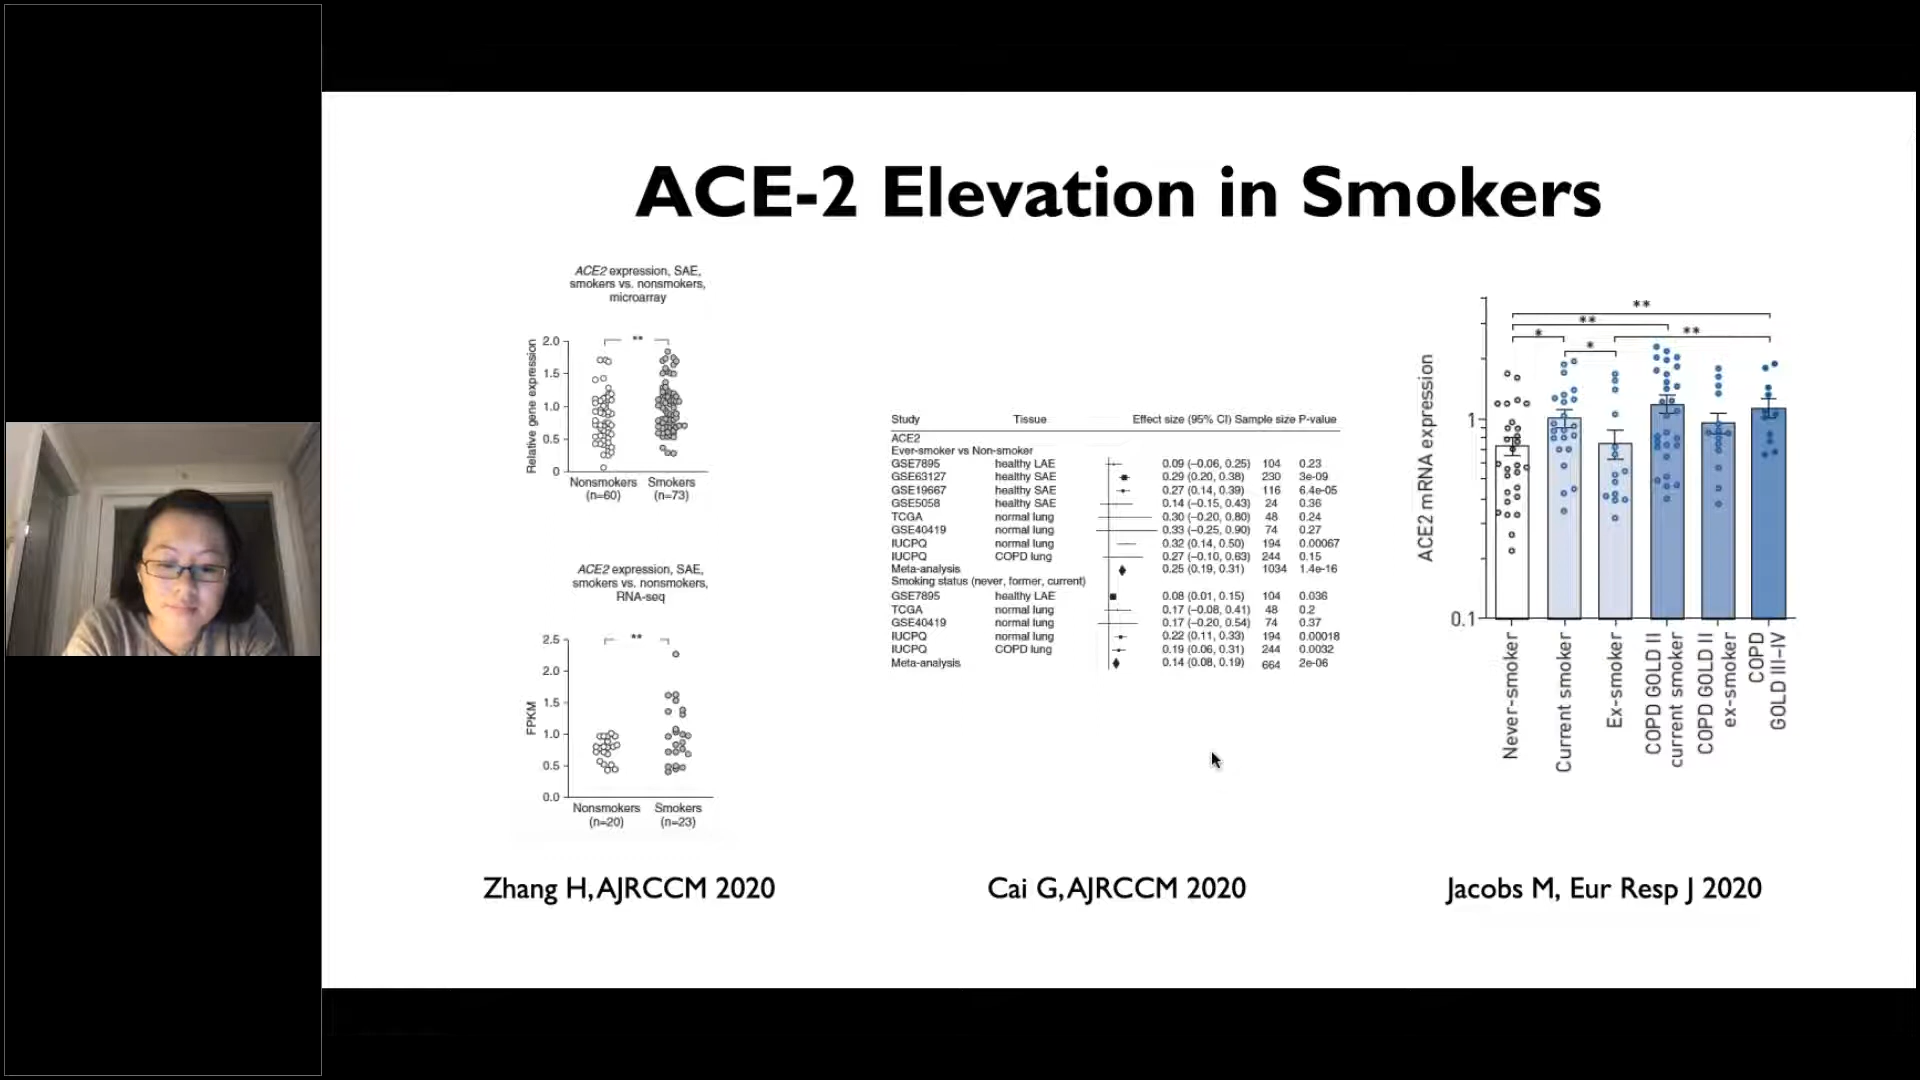 ACE-2 Elevation in Smokers
ACE2 expression, SAE,
smokers vs. nonsmokers,
microarray
Relative gene expression
2.0
1.5
1.0
0.5
0
**
Nonsmokers Smokers
(n=60) (n=73)
ACE2 expression, SAE,
smokers vs. nonsmokers,
RNA-seq
FPKM
2.5
2.0
1.5
1.0
0.5
0.0
**
Nonsmokers Smokers
(n=20) (n=23)
Zhang H, AJRCCM 2020
Study Tissue Effect size (95% CI) Sample size P-value
ACE2
Ever-smoker vs Non-smoker
GSE7895 healthy LAE 0.09 (−0.06, 0.25) 104 0.23
GSE63127 healthy SAE 0.29 (0.20, 0.38) 230 3e-09
GSE19667 healthy SAE 0.27 (0.14, 0.39) 116 6.4e-05
GSE5058 healthy SAE 0.14 (−0.15, 0.43) 24 0.36
TCGA normal lung 0.30 (−0.20, 0.80) 48 0.24
GSE40419 normal lung 0.33 (−0.25, 0.90) 74 0.27
IUCPQ normal lung 0.32 (0.14, 0.50) 194 0.00067
IUCPQ COPD lung 0.27 (−0.10, 0.63) 244 0.15
Meta-analysis 0.25 (0.19, 0.31) 1034 1.4e-16
Smoking status (never, former, current)
GSE7895 healthy LAE 0.08 (0.01, 0.15) 104 0.036
TCGA normal lung 0.17 (−0.08, 0.41) 48 0.2
GSE40419 normal lung 0.17 (−0.20, 0.54) 74 0.37
IUCPQ normal lung 0.22 (0.11, 0.33) 194 0.00018
IUCPQ COPD lung 0.19 (0.06, 0.31) 244 0.0032
Meta-analysis 0.14 (0.08, 0.19) 664 2e-06
Cai G, AJRCCM 2020
ACE2 mRNA expression
1
0.1
**
**
*
**
*
Never-smoker
Current smoker
Ex-smoker
COPD GOLD II
current smoker
COPD GOLD II
ex-smoker
COPD
GOLD III–IV
Jacobs M, Eur Resp J 2020